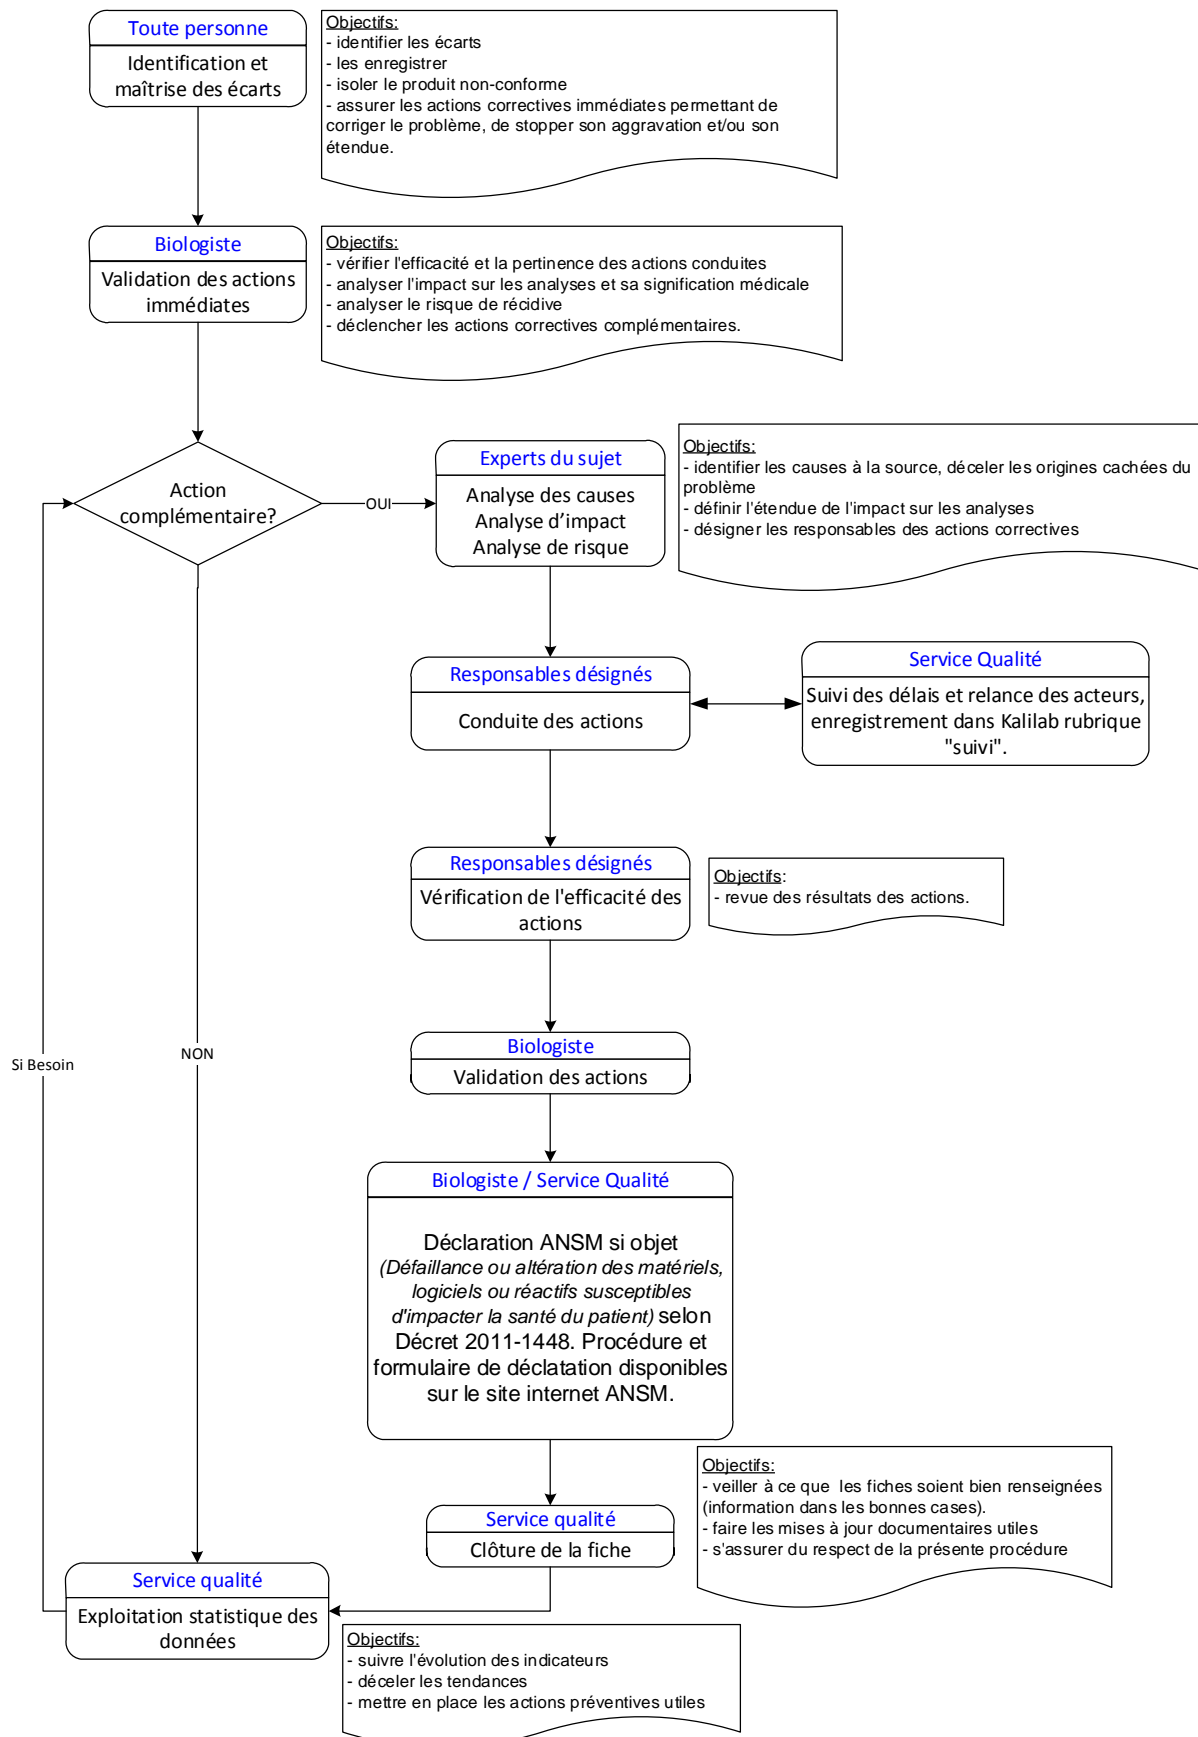 Toute personne
Identification et
maîtrise des écarts
Objectifs:
- identifier les écarts
- les enregistrer
- isoler le produit non-conforme
- assurer les actions correctives immédiates permettant de
corriger le problème, de stopper son aggravation et/ou son
étendue.
Biologiste
Validation des actions
immédiates
Objectifs:
- vérifier l'efficacité et la pertinence des actions conduites
- analyser l'impact sur les analyses et sa signification médicale
- analyser le risque de récidive
- déclencher les actions correctives complémentaires.
Action
complémentaire?
OUI
Experts du sujet
Analyse des causes
Analyse d'impact
Analyse de risque
Objectifs:
- identifier les causes à la source, déceler les origines cachées du
problème
- définir l'étendue de l'impact sur les analyses
- désigner les responsables des actions correctives
Responsables désignés
Conduite des actions
Service Qualité
Suivi des délais et relance des acteurs,
enregistrement dans Kalilab rubrique
"suivi".
Responsables désignés
Vérification de l'efficacité des
actions
Objectifs:
- revue des résultats des actions.
Si Besoin
NON
Biologiste
Validation des actions
Biologiste / Service Qualité
Déclaration ANSM si objet
(Défaillance ou altération des matériels,
logiciels ou réactifs susceptibles
d'impacter la santé du patient) selon
Décret 2011-1448. Procédure et
formulaire de déclatation disponibles
sur le site internet ANSM.
Service qualité
Clôture de la fiche
Objectifs:
- veiller à ce que les fiches soient bien renseignées
(information dans les bonnes cases).
- faire les mises à jour documentaires utiles
- s'assurer du respect de la présente procédure
Service qualité
Exploitation statistique des
données
Objectifs:
- suivre l'évolution des indicateurs
- déceler les tendances
- mettre en place les actions préventives utiles